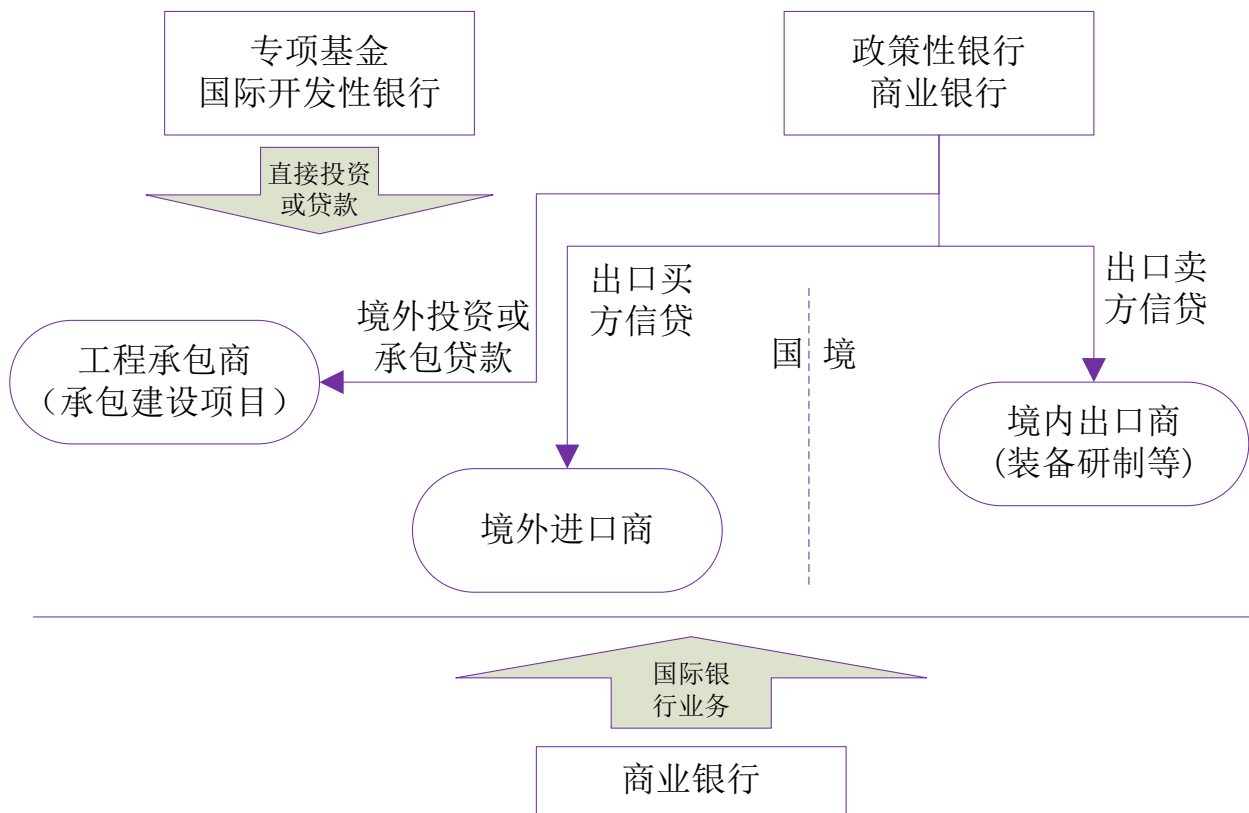 专项基金
国际开发性银行
政策性银行
商业银行
直接投资
或贷款
出口买
方信贷
出口卖
方信贷
境外投资或
承包贷款
国 境
工程承包商
（承包建设项目）
境内出口商
(装备研制等)
境外进口商
国际银
行业务
商业银行